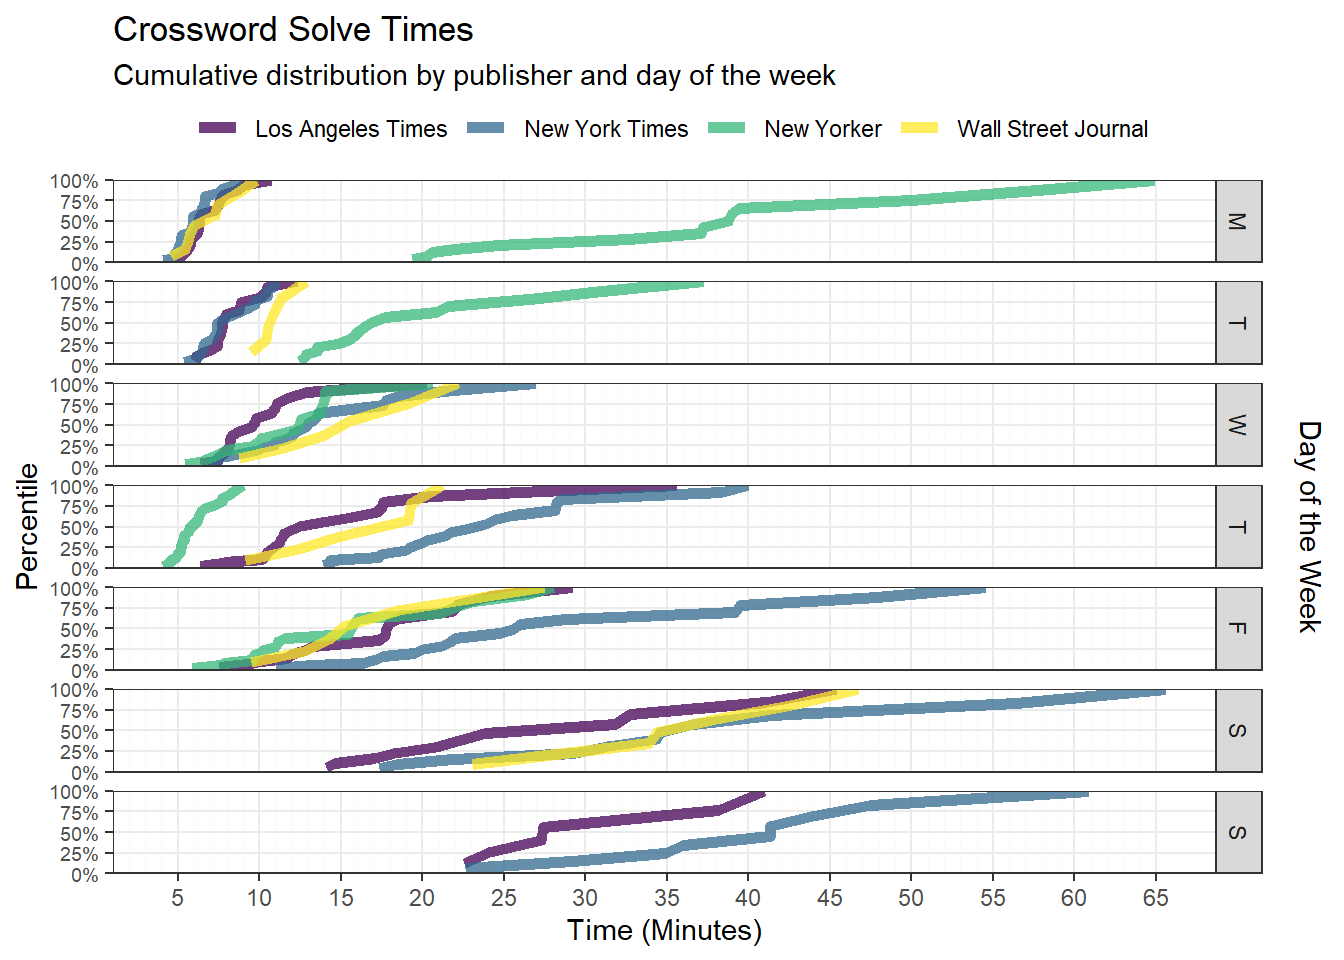 Crossword Solve Times
Cumulative distribution by publisher and day of the week
Los Angeles Times New York Times New Yorker Wall Street Journal
100%
75%
50%
25%
0%
M
100%
75%
50%
25%
0%
T
100%
75%
50%
25%
0%
W
100%
75%
50%
25%
0%
T
100%
75%
50%
25%
0%
F
100%
75%
50%
25%
0%
S
100%
75%
50%
25%
0%
S
Percentile
Day of the Week
5 10 15 20 25 30 35 40 45 50 55 60 65
Time (Minutes)